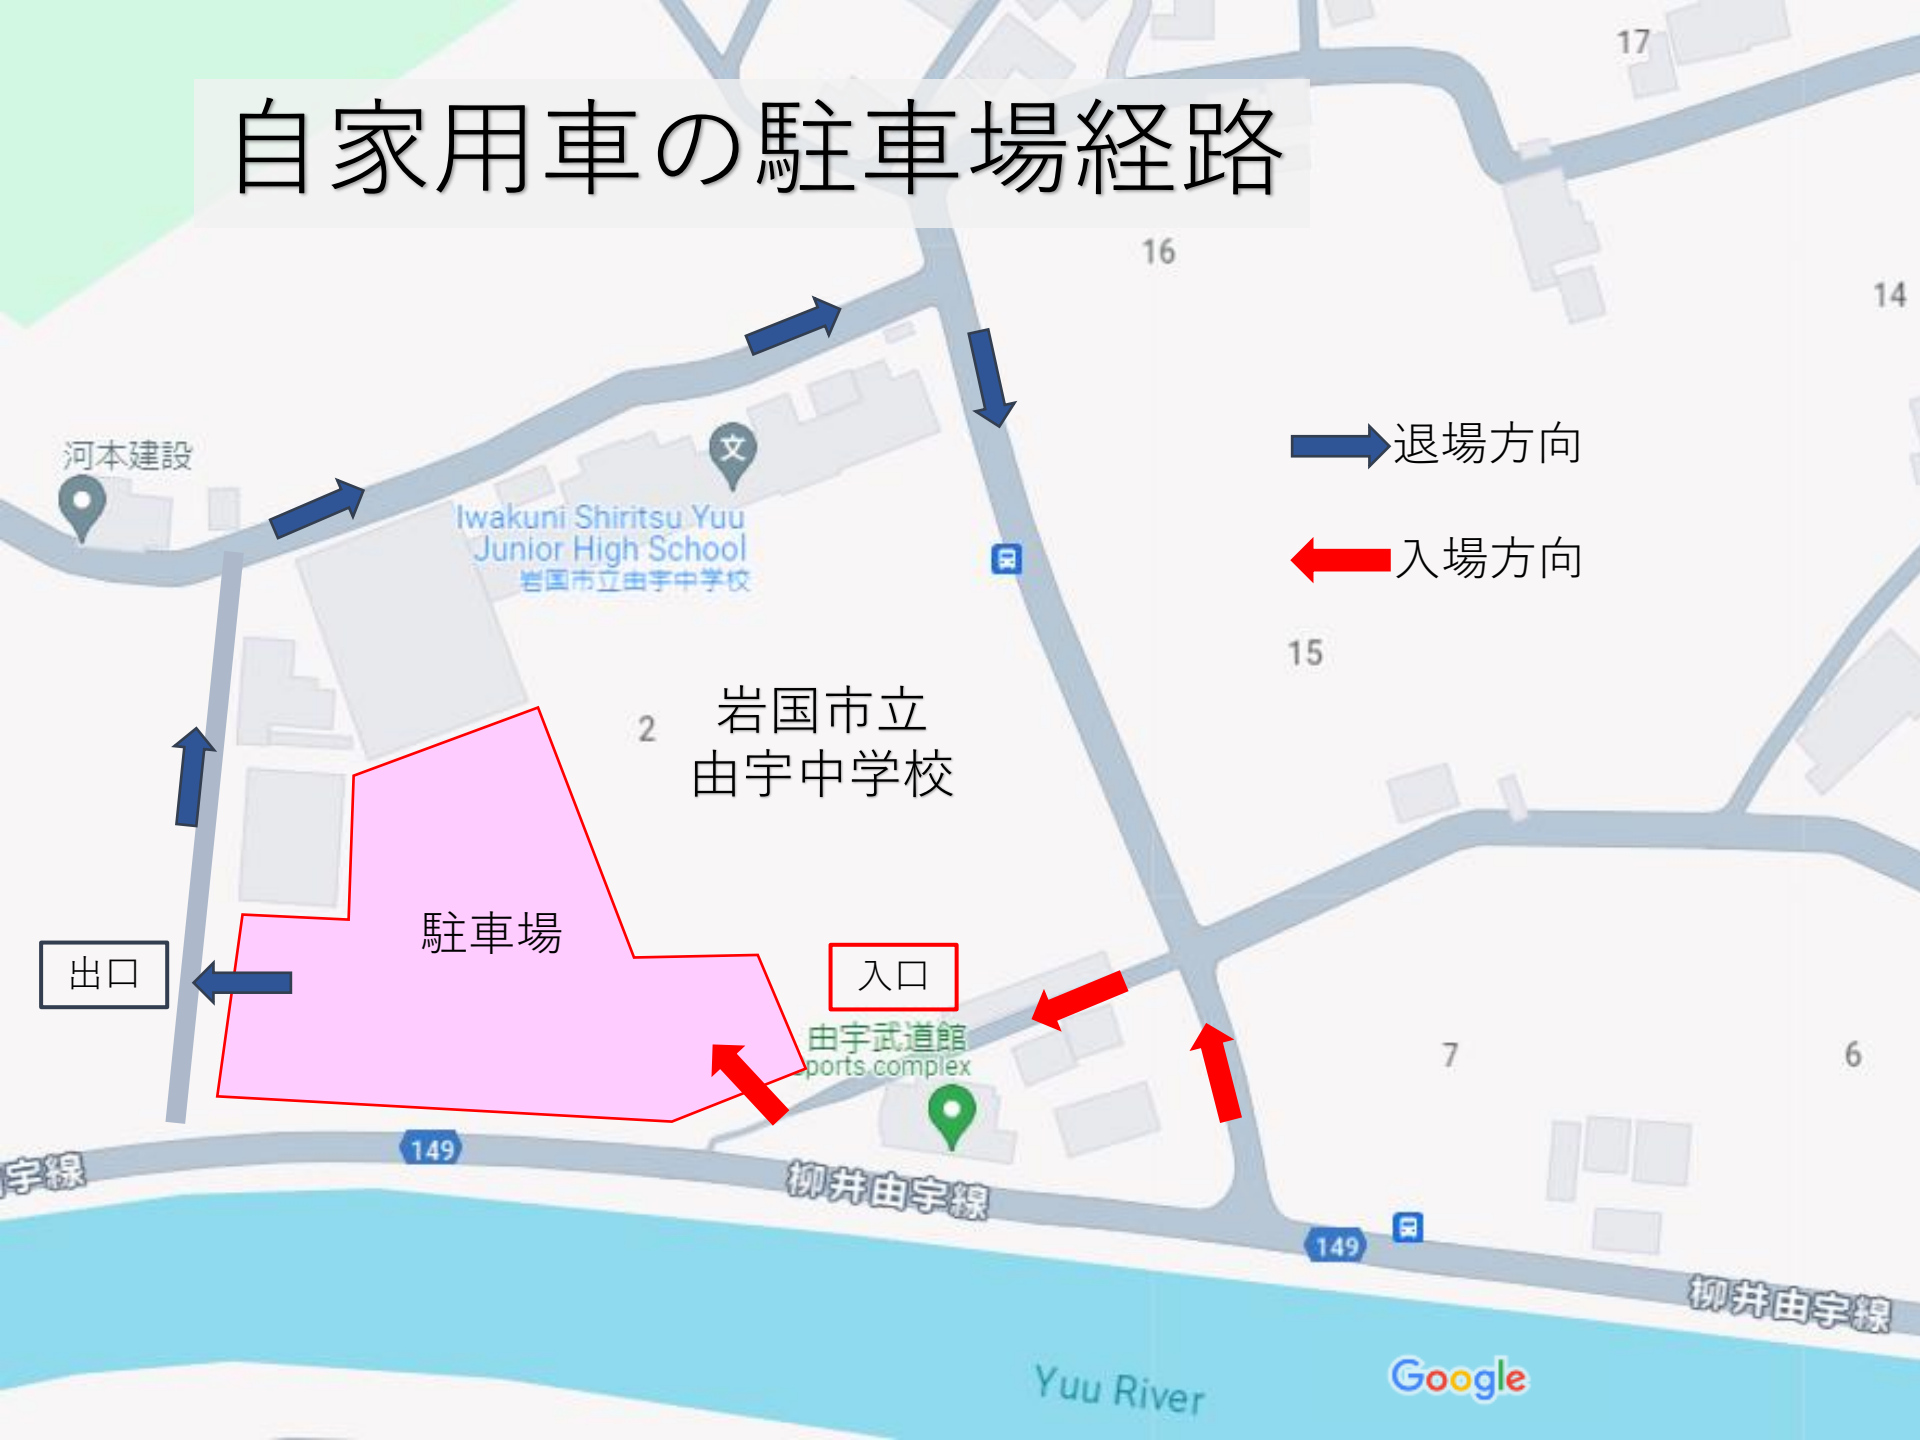 自家用車の駐車場経路
17
16
14
河本建設
文
Iwakuni Shiritsu Yuu
Junior High School
岩国市立由宇中学校
退場方向
入場方向
15
2
岩国市立
由宇中学校
駐車場
出口
入口
由宇武道館
ports complex
7
6
149
宇線
柳井由宇線
149
柳井由宇線
Yuu River
Google